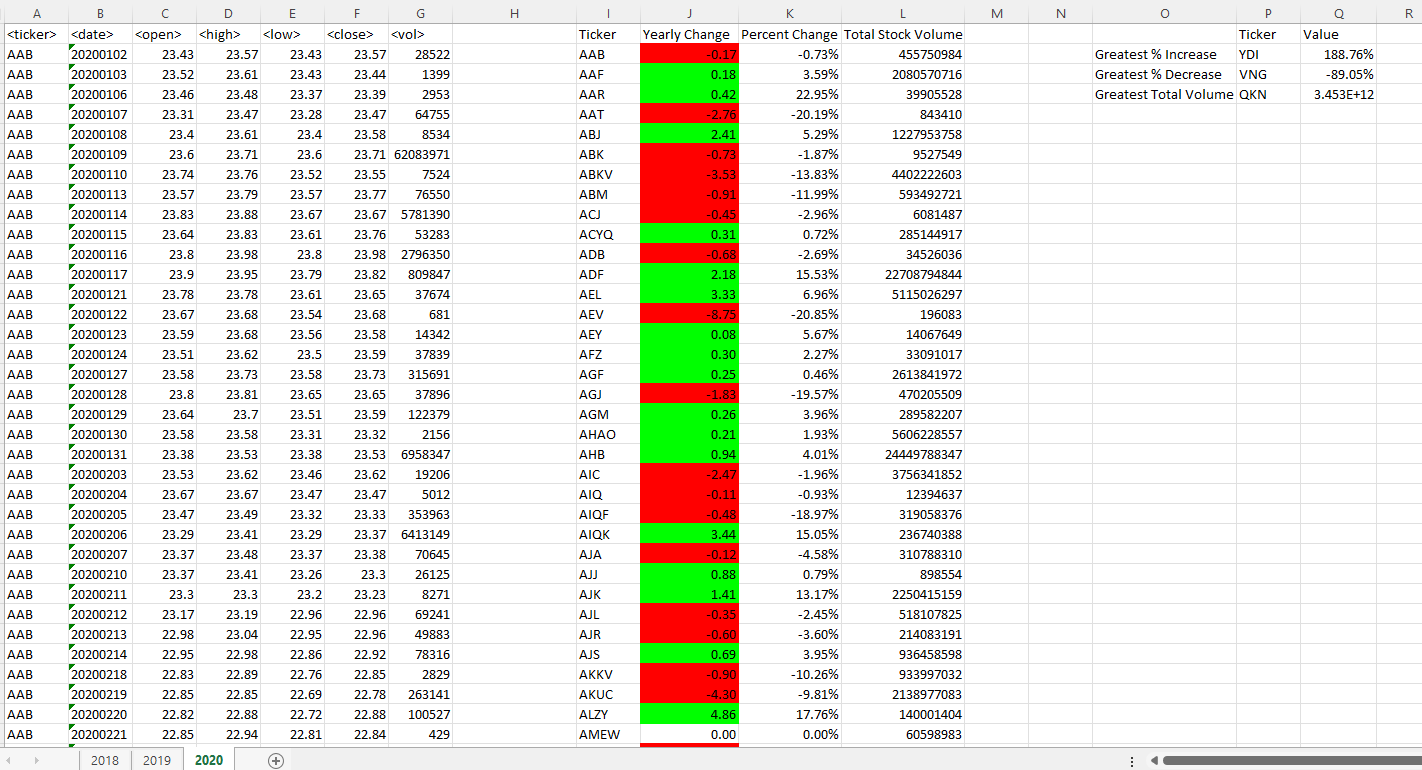 A B C D E F G H I J K L M N O P Q R
<ticker> <date> <open> <high> <low> <close> <vol> Ticker Yearly Change Percent Change Total Stock Volume Ticker Value
AAB 20200102 23.43 23.57 23.43 23.57 28522 AAB -0.17 -0.73% 455750984 Greatest % Increase YDI 188.76%
AAB 20200103 23.52 23.61 23.43 23.44 1399 AAF 0.18 3.59% 2080570716 Greatest % Decrease VNG -89.05%
AAB 20200106 23.46 23.48 23.37 23.39 2953 AAR 0.42 22.95% 39905528 Greatest Total Volume QKN 3.453E+12
AAB 20200107 23.31 23.47 23.28 23.47 64755 AAT -2.76 -20.19% 843410
AAB 20200108 23.4 23.61 23.4 23.58 8534 ABJ 2.41 5.29% 1227953758
AAB 20200109 23.6 23.71 23.6 23.71 62083971 ABK -0.73 -1.87% 9527549
AAB 20200110 23.74 23.76 23.52 23.55 7524 ABKV -3.53 -13.83% 4402222603
AAB 20200113 23.57 23.79 23.57 23.77 76550 ABM -0.91 -11.99% 593492721
AAB 20200114 23.83 23.88 23.67 23.67 5781390 ACJ -0.45 -2.96% 6081487
AAB 20200115 23.64 23.83 23.61 23.76 53283 ACYQ 0.31 0.72% 285144917
AAB 20200116 23.8 23.98 23.8 23.98 2796350 ADB -0.68 -2.69% 34526036
AAB 20200117 23.9 23.95 23.79 23.82 809847 ADF 2.18 15.53% 22708794844
AAB 20200121 23.78 23.78 23.61 23.65 37674 AEL 3.33 6.96% 5115026297
AAB 20200122 23.67 23.68 23.54 23.68 681 AEV -8.75 -20.85% 196083
AAB 20200123 23.59 23.68 23.56 23.58 14342 AEY 0.08 5.67% 14067649
AAB 20200124 23.51 23.62 23.5 23.59 37839 AFZ 0.30 2.27% 33091017
AAB 20200127 23.58 23.73 23.58 23.73 315691 AGF 0.25 0.46% 2613841972
AAB 20200128 23.8 23.81 23.65 23.65 37896 AGJ -1.83 -19.57% 470205509
AAB 20200129 23.64 23.7 23.51 23.59 122379 AGM 0.26 3.96% 289582207
AAB 20200130 23.58 23.58 23.31 23.32 2156 AHAO 0.21 1.93% 5606228557
AAB 20200131 23.38 23.53 23.38 23.53 6958347 AHB 0.94 4.01% 24449788347
AAB 20200203 23.53 23.62 23.46 23.62 19206 AIC -2.47 -1.96% 3756341852
AAB 20200204 23.67 23.67 23.47 23.47 5012 AIQ -0.11 -0.93% 12394637
AAB 20200205 23.47 23.49 23.32 23.33 353963 AIQF -0.48 -18.97% 319058376
AAB 20200206 23.29 23.41 23.29 23.37 6413149 AIQK 3.44 15.05% 236740388
AAB 20200207 23.37 23.48 23.37 23.38 70645 AJA -0.12 -4.58% 310788310
AAB 20200210 23.37 23.41 23.26 23.3 26125 AJJ 0.88 0.79% 898554
AAB 20200211 23.3 23.3 23.2 23.23 8271 AJK 1.41 13.17% 2250415159
AAB 20200212 23.17 23.19 22.96 22.96 69241 AJL -0.35 -2.45% 518107825
AAB 20200213 22.98 23.04 22.95 22.96 49883 AJR -0.60 -3.60% 214083191
AAB 20200214 22.95 22.98 22.86 22.92 78316 AJS 0.69 3.95% 936458598
AAB 20200218 22.83 22.89 22.76 22.85 2829 AKKV -0.90 -10.26% 933997032
AAB 20200219 22.85 22.85 22.69 22.78 263141 AKUC -4.30 -9.81% 2138977083
AAB 20200220 22.82 22.88 22.72 22.88 100527 ALZY 4.86 17.76% 140001404
AAB 20200221 22.85 22.94 22.81 22.84 429 AMEW 0.00 0.00% 60598983
2018 2019 2020